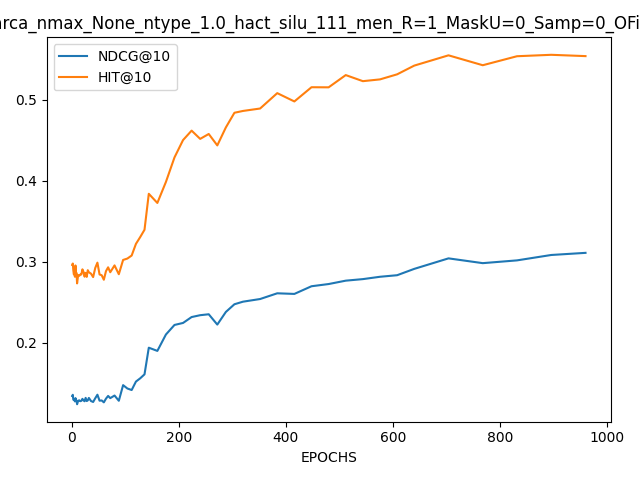 arca_nmax_None_ntype_1.0_hact_silu_111_men_R=1_MaskU=0_Samp=0_OFi
NDCG@10
HIT@10
0.5
0.4
0.3
0.2
0 200 400 600 800 1000
EPOCHS